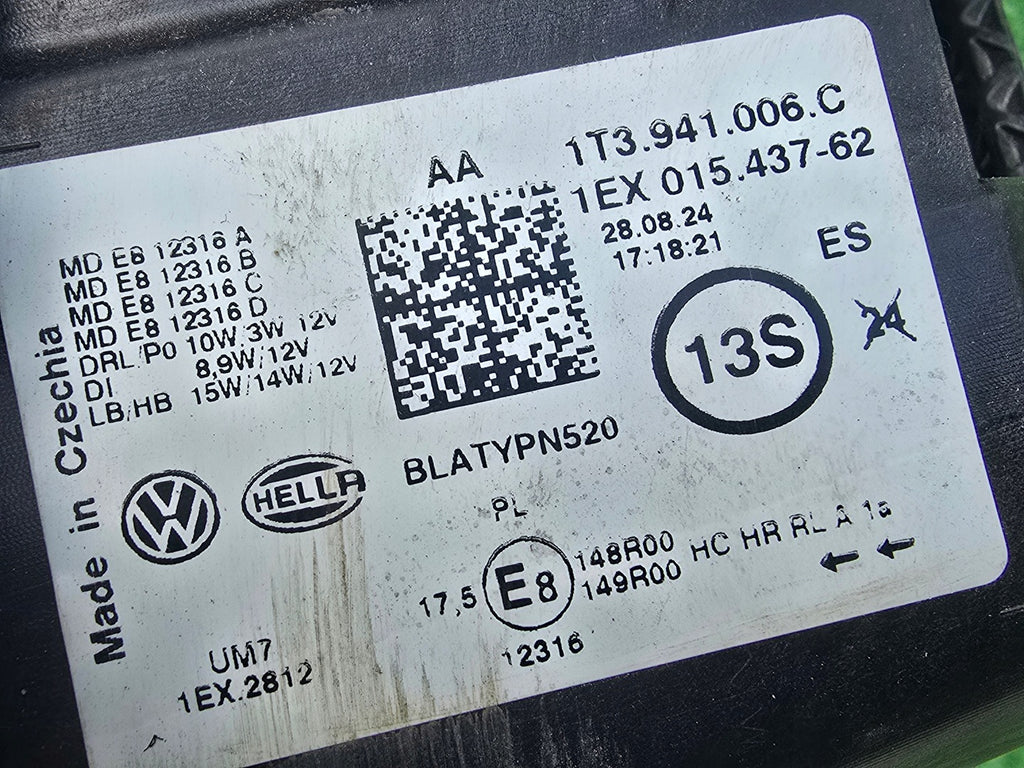 1T3.941.006.C
AA
1EX 015.437-62
28.08.24
17:18:21
ES
MD E8 12316 A
MD E8 12316 B
MD E8 12316 C
MD E8 12316 D
DRL/PO 10W/3W 12V
DI 8,9W/12V
LB/HB 15W/14W/12V
13S
24
Made in Czechia
BLATYPN520
HELLA
PL
17,5 E8 148R00 HC HR RL A 1a
149R00
12316
UM7
1EX.2812